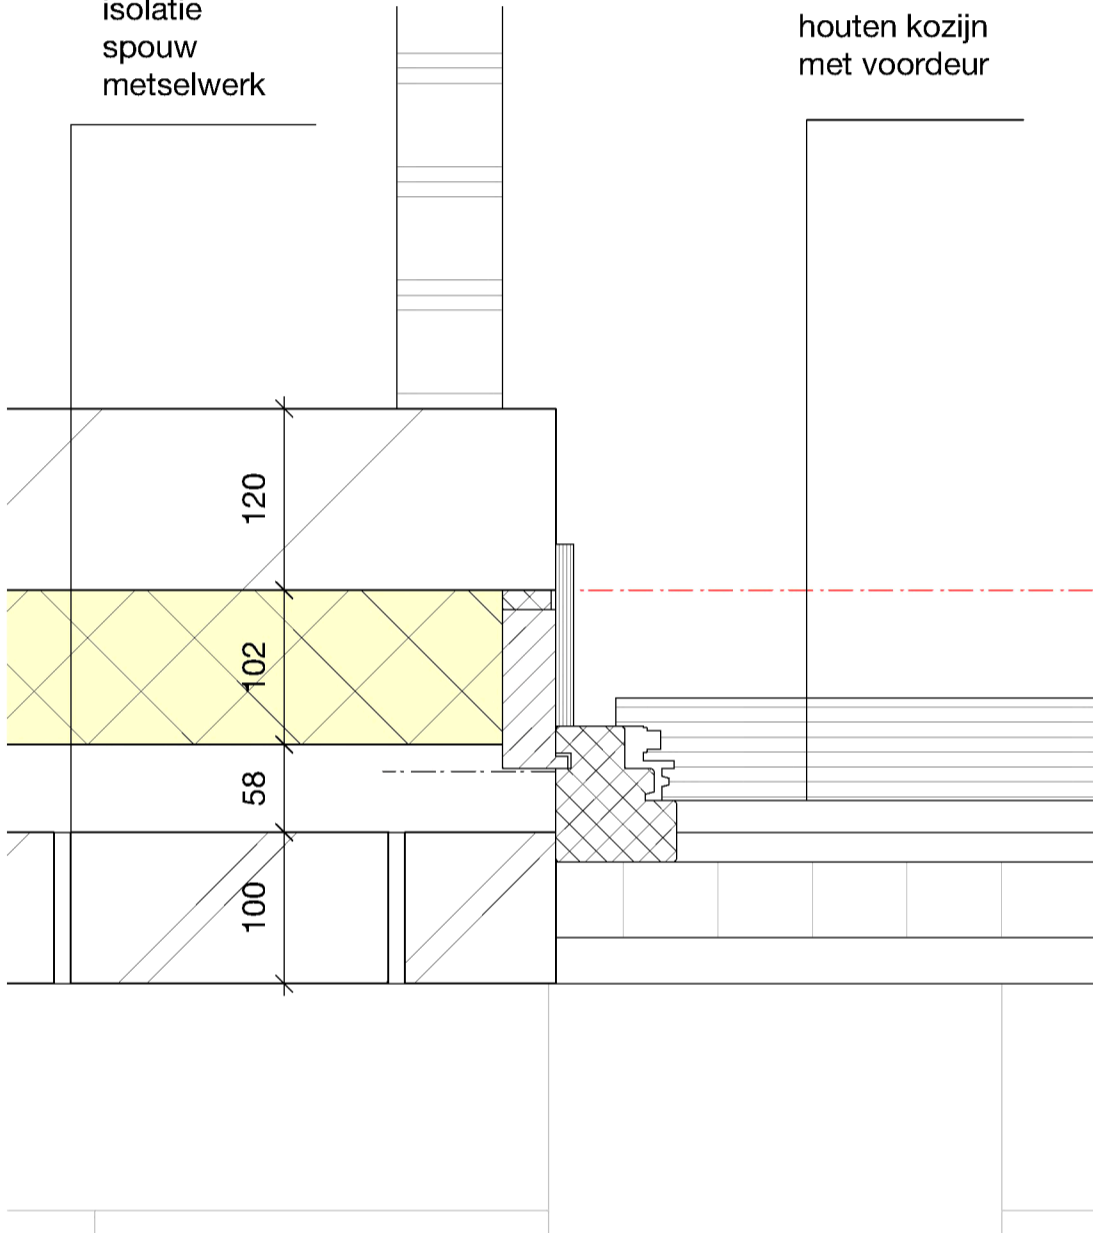 isolatie
spouw
metselwerk
houten kozijn
met voordeur
120
102
58
100